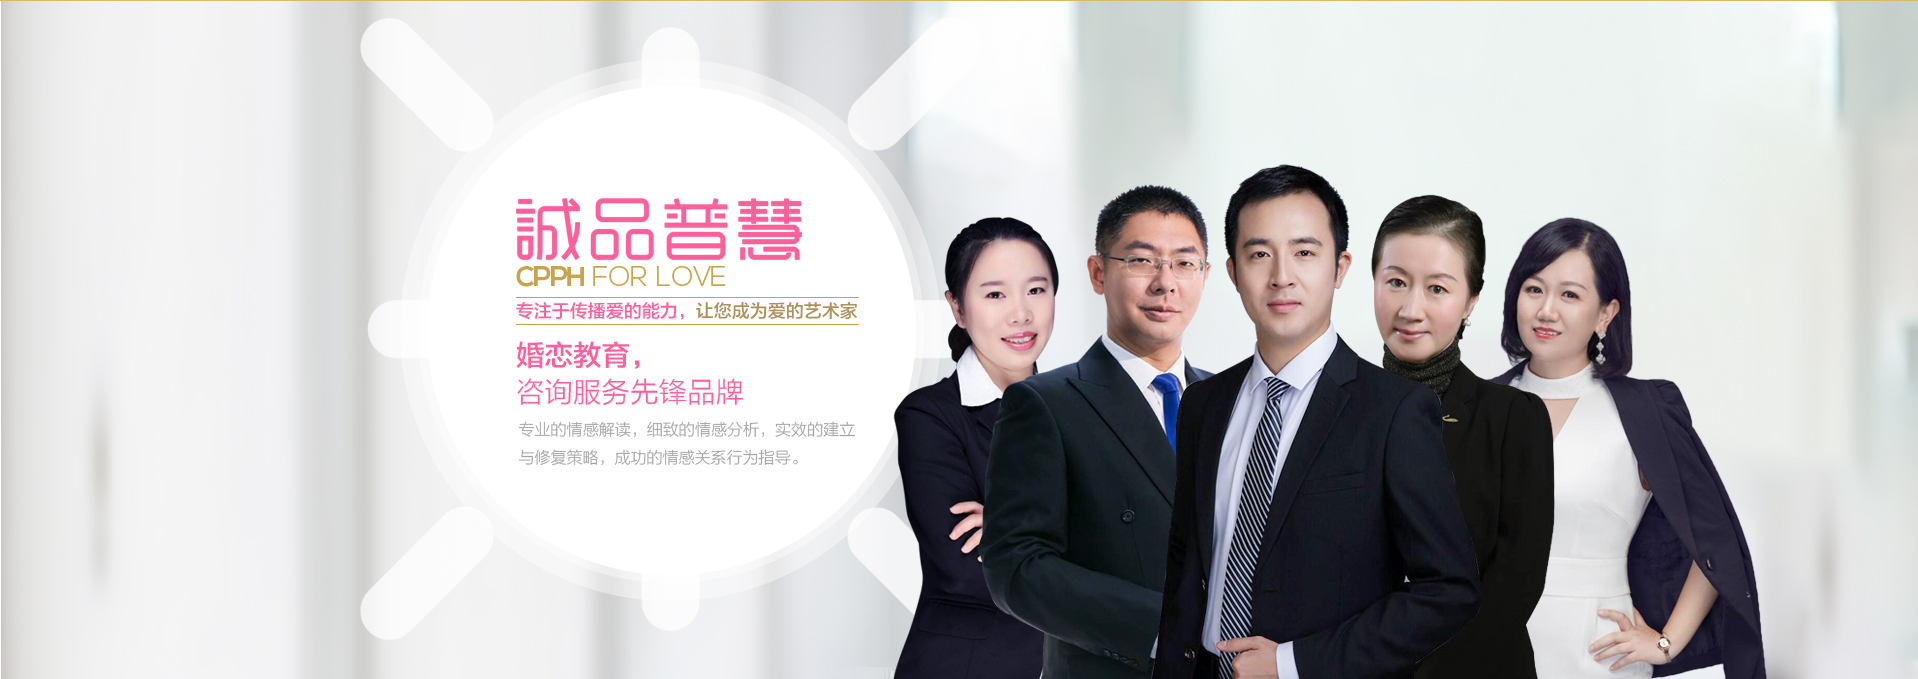 誠品普慧
CPPH FOR LOVE
专注于传播爱的能力，让您成为爱的艺术家
婚恋教育，
咨询服务先锋品牌
专业的情感解读，细致的情感分析，实效的建立
与修复策略，成功的情感关系行为指导。